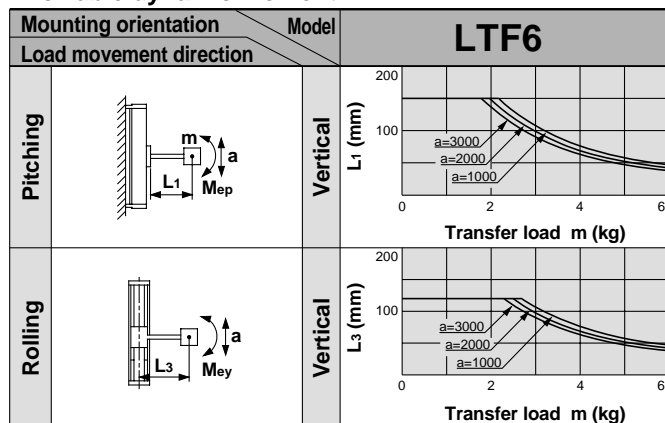 Mounting orientation
Model
Load movement direction
LTF6
Pitching
m
a
L1
Mep
Vertical
L1 (mm)
200
100
a=3000
a=2000
a=1000
0 2 4 6
Transfer load m (kg)
Rolling
a
L3
Mey
Vertical
L3 (mm)
200
100
a=3000
a=2000
a=1000
0 2 4 6
Transfer load m (kg)